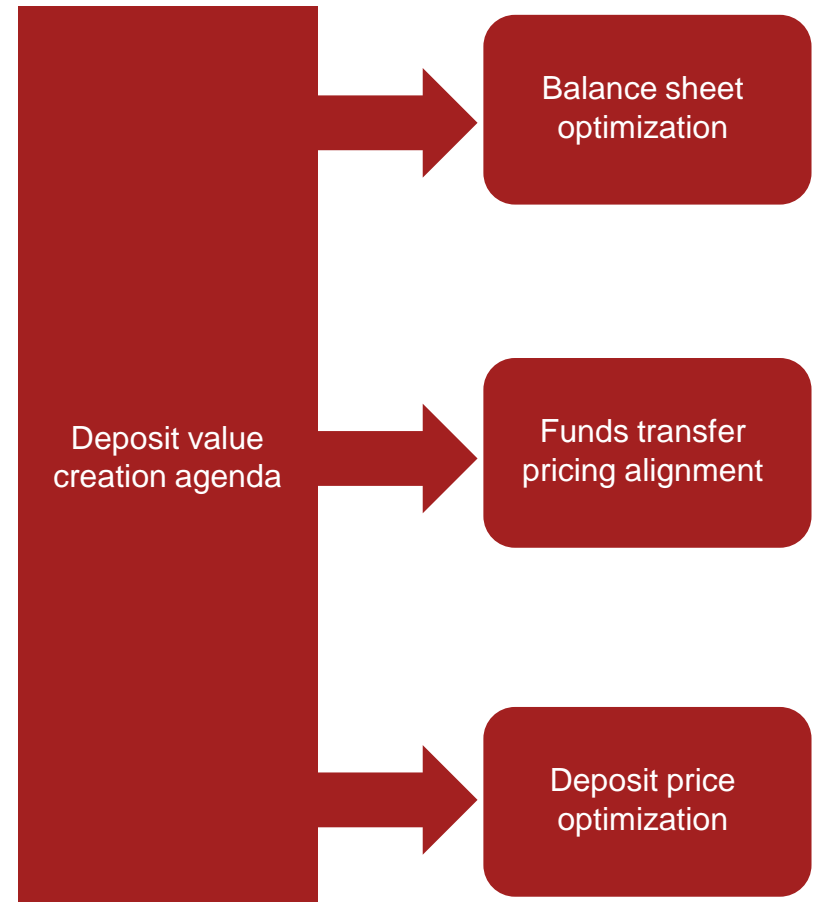 Balance sheet
optimization
Deposit value
creation agenda
Funds transfer
pricing alignment
Deposit price
optimization